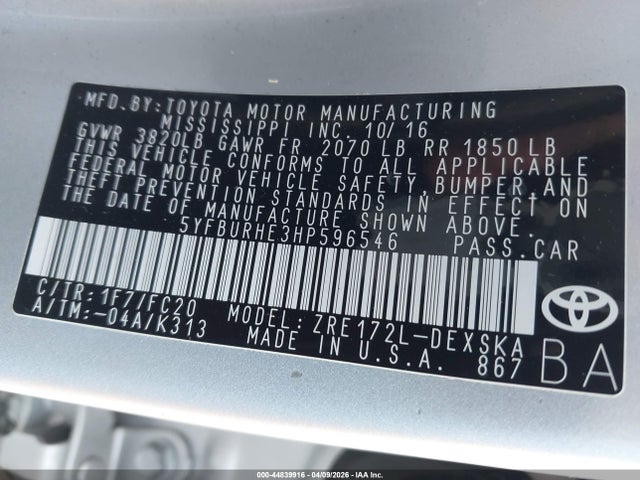 MFD. BY: TOYOTA MOTOR MANUFACTURING
MISSISSIPPI INC. 10/16
GVWR 3820LB GAWR FR 2070 LB RR 1850 LB
THIS VEHICLE CONFORMS TO ALL APPLICABLE
FEDERAL MOTOR VEHICLE SAFETY, BUMPER, AND
THEFT PREVENTION STANDARDS IN EFFECT ON
THE DATE OF MANUFACTURE SHOWN ABOVE.
5YFBURHE3HP596546 PASS. CAR
C/TR: 1F7/FC20 MODEL: ZRE172L-DEXSKA
A/TM: -04A/K313 MADE IN U.S.A. 867
BA
000-44839916 | 04/09/2026 | IAA Inc.